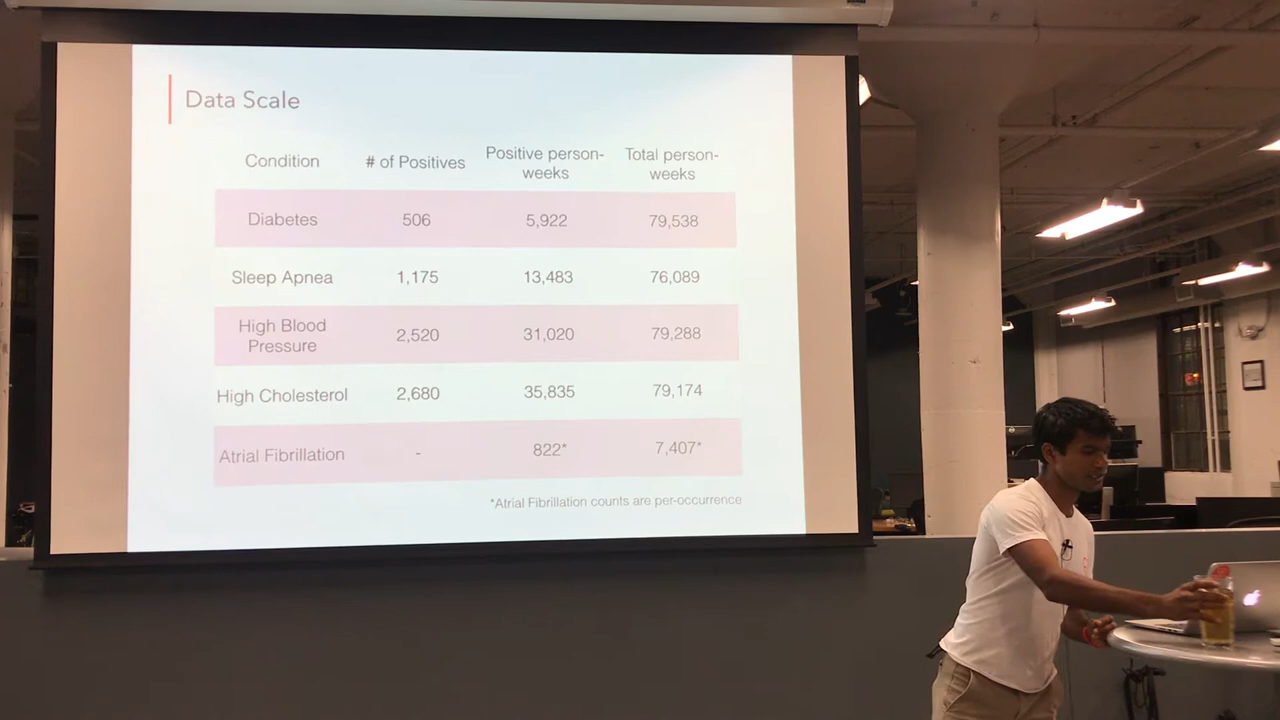 Data Scale
Condition # of Positives Positive person-weeks Total person-weeks
Diabetes 506 5,922 79,538
Sleep Apnea 1,175 13,483 76,089
High Blood Pressure 2,520 31,020 79,288
High Cholesterol 2,680 35,835 79,174
Atrial Fibrillation - 822* 7,407*
*Atrial Fibrillation counts are per-occurrence